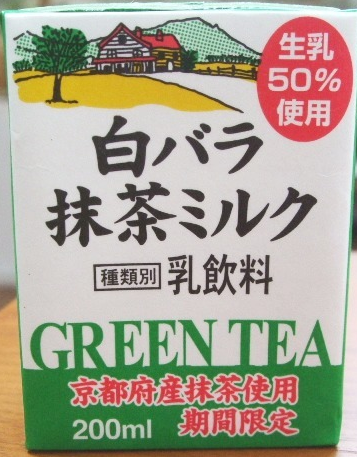 生乳
50%
使用
白バラ
抹茶ミルク
種類別 乳飲料
GREEN TEA
京都府産抹茶使用
200ml 期間限定